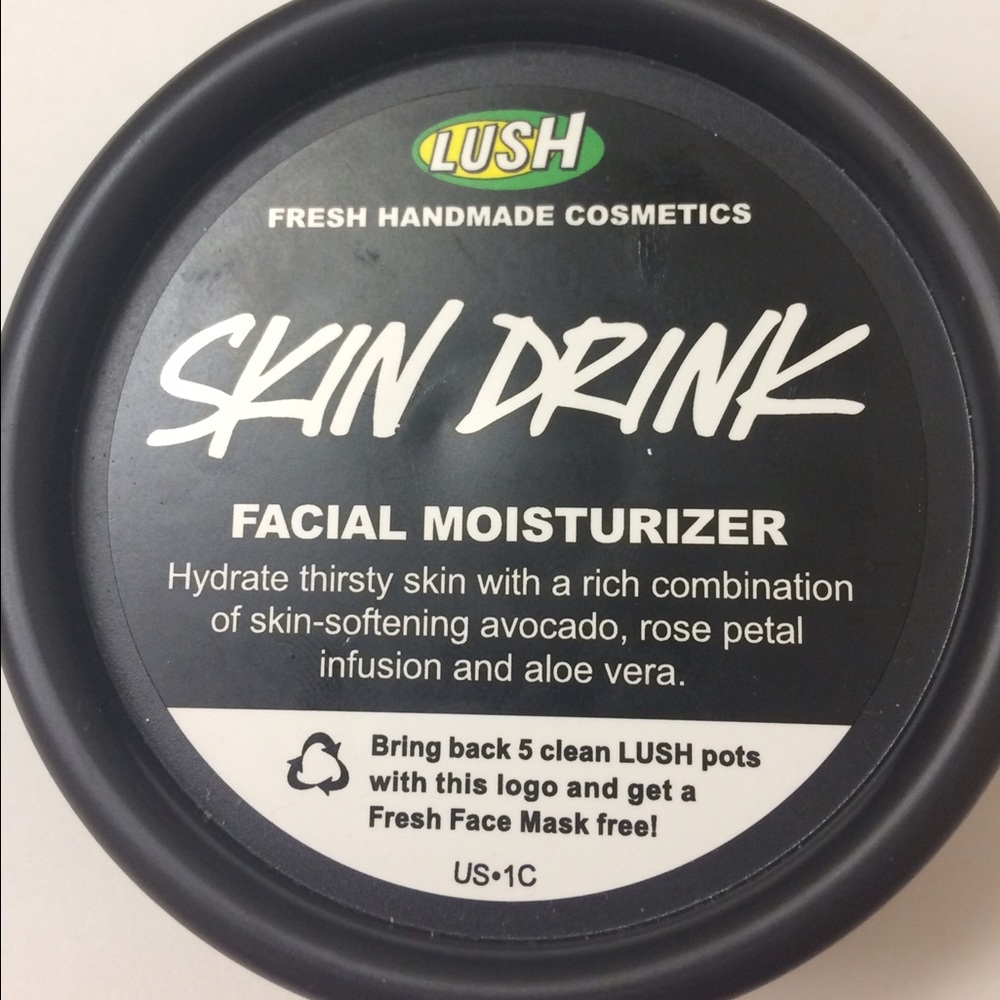 LUSH
FRESH HANDMADE COSMETICS
SKIN DRINK
FACIAL MOISTURIZER
Hydrate thirsty skin with a rich combination
of skin-softening avocado, rose petal
infusion and aloe vera.
Bring back 5 clean LUSH pots
with this logo and get a
Fresh Face Mask free!
US•1C